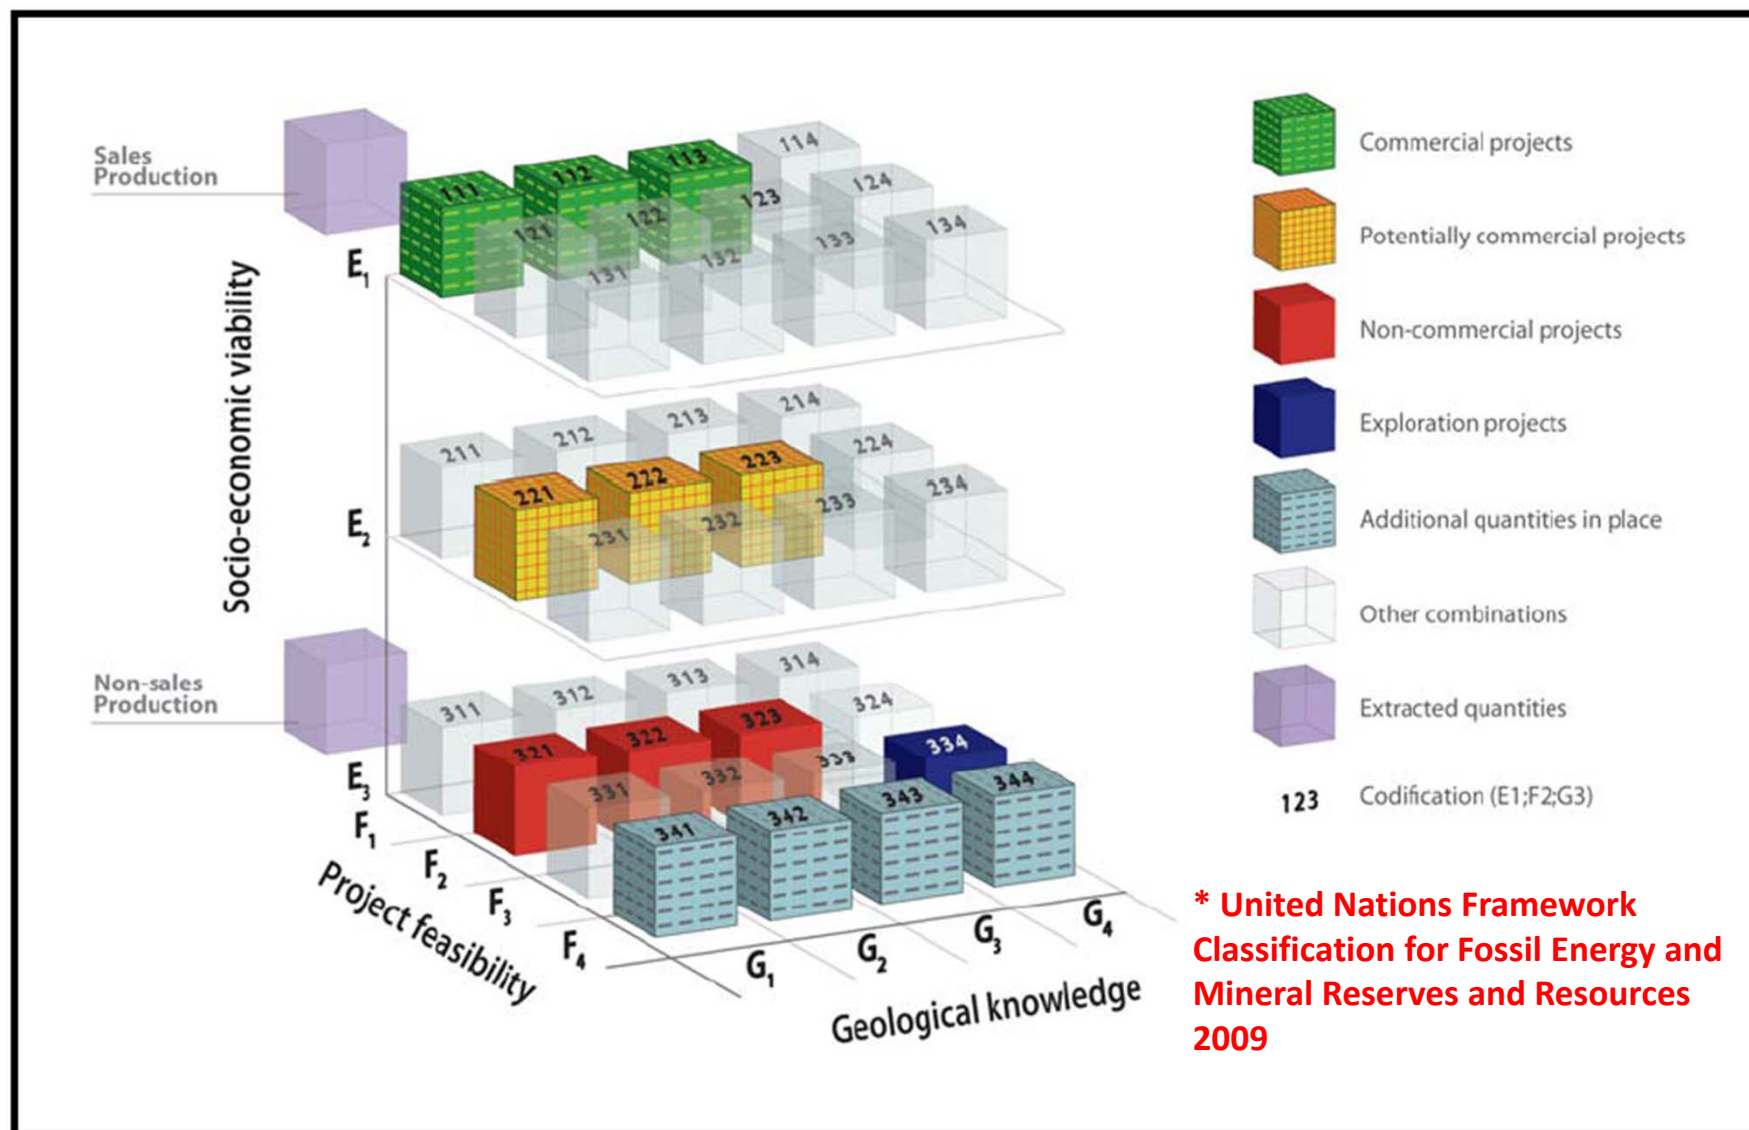 Sales
Production
111
112
113
114
121
122
123
124
131
132
133
134
E1
Socio-economic viability
211
212
213
214
221
222
223
224
231
232
233
234
E2
Non-sales
Production
311
312
313
314
321
322
323
324
331
332
333
334
341
342
343
344
E3
F1
F2
F3
F4
Project feasibility
G1
G2
G3
G4
Geological knowledge
Commercial projects
Potentially commercial projects
Non-commercial projects
Exploration projects
Additional quantities in place
Other combinations
Extracted quantities
123 Codification (E1;F2;G3)
* United Nations Framework
Classification for Fossil Energy and
Mineral Reserves and Resources
2009